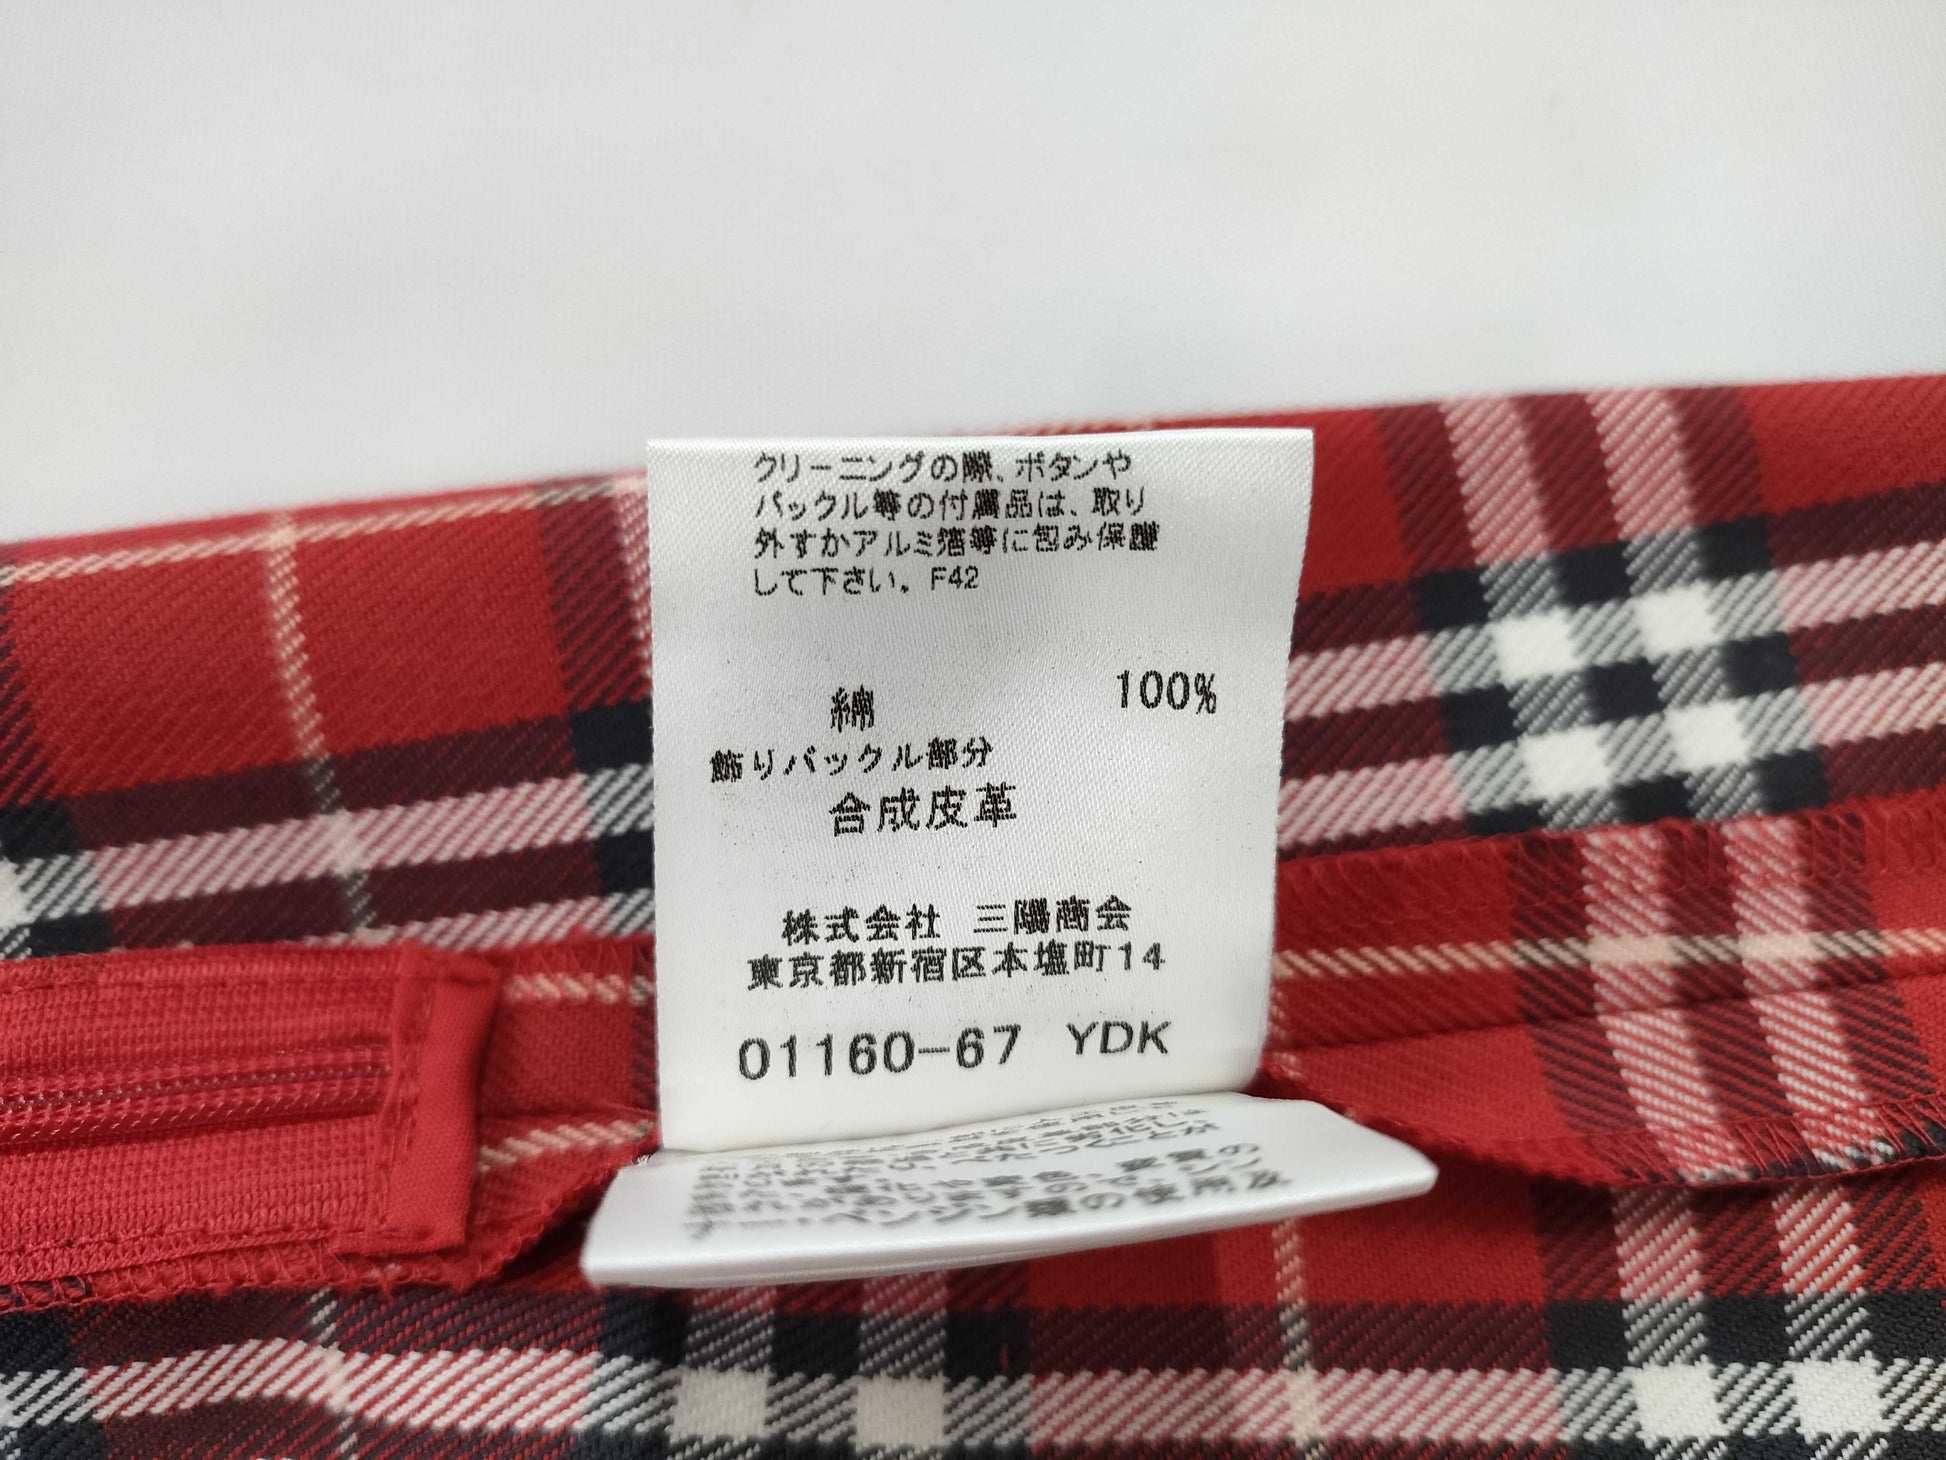 クリーニングの際、ボタンや
バックル等の付属品は、取り
外すかアルミ箔等に包み保護
して下さい。F42
綿 100%
飾りバックル部分
合成皮革
株式会社 三陽商会
東京都新宿区本塩町14
01160-67 YDK